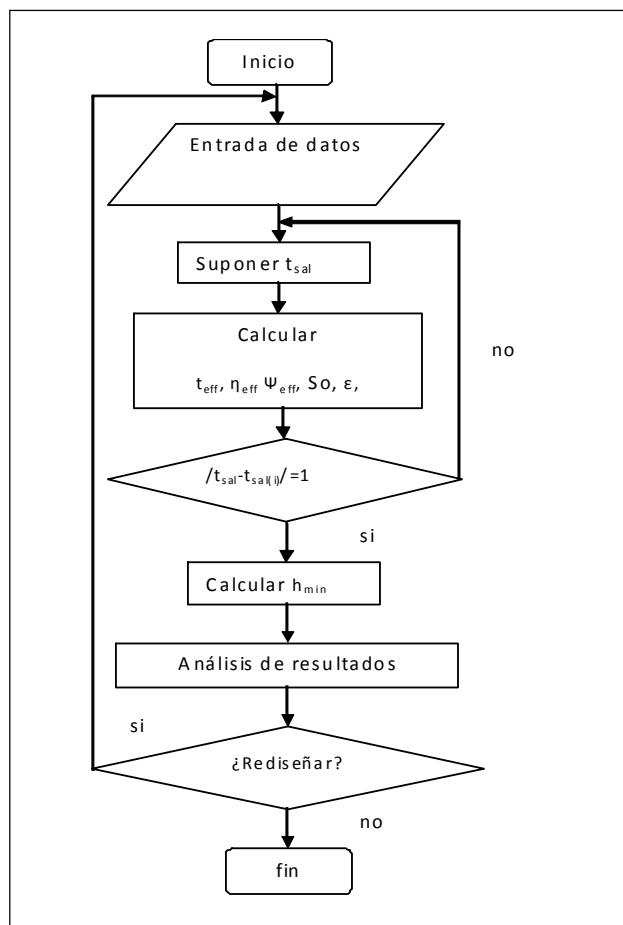 Inicio
Entrada de datos
Suponer t_sal
Calcular
no
t_eff, η_eff Ψ_eff, So, ε,
/t_sal-t_sal(i)/=1
si
Calcular h_min
Análisis de resultados
si
¿Rediseñar?
no
fin